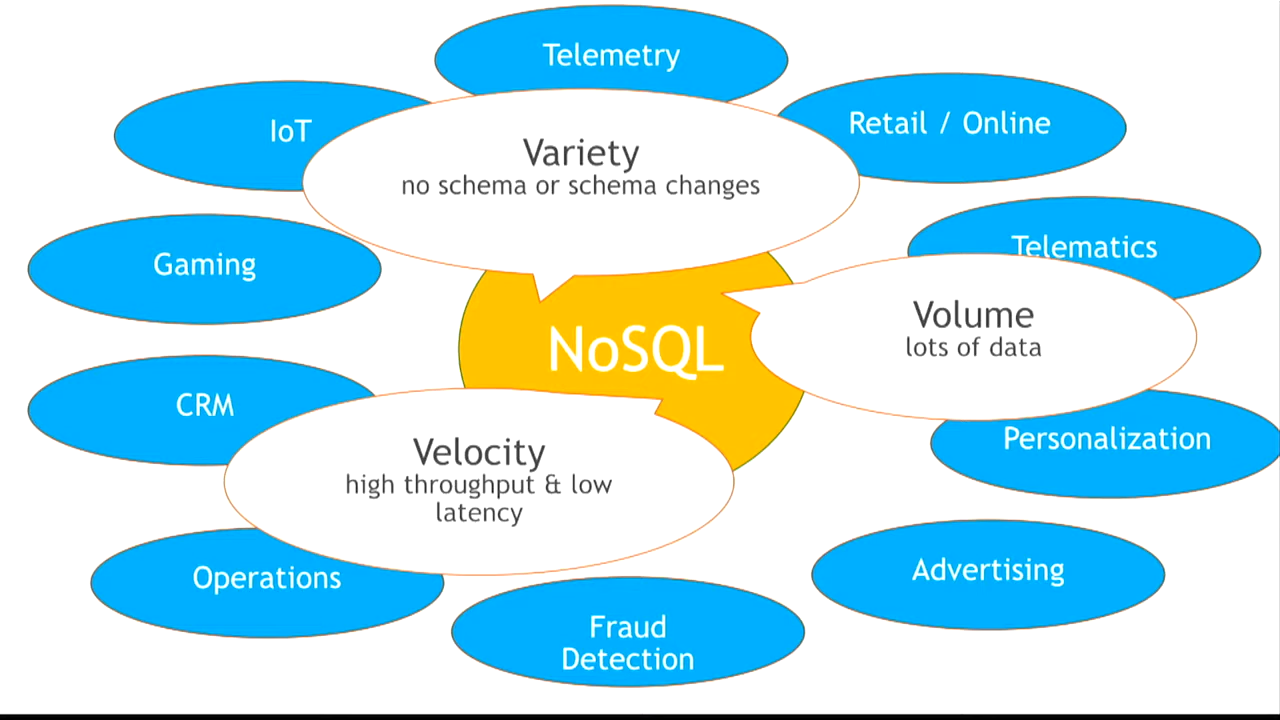 Telemetry
IoT
Retail / Online
Variety
no schema or schema changes
Gaming
Telematics
NoSQL
Volume
lots of data
CRM
Personalization
Velocity
high throughput & low
latency
Operations
Advertising
Fraud
Detection